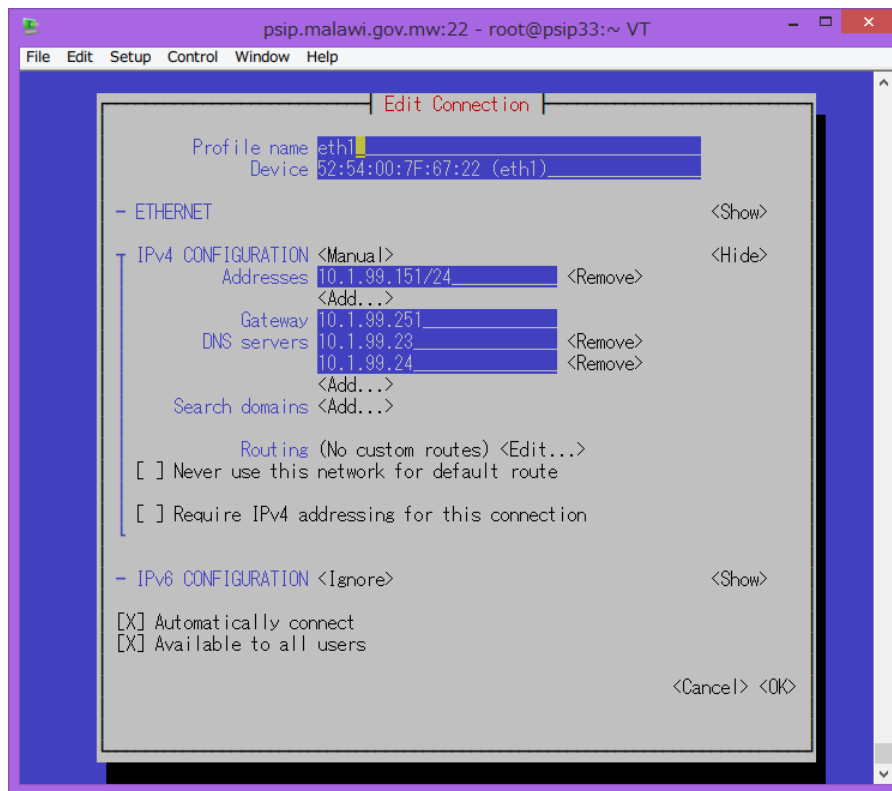 psip.malawi.gov.mw:22 - root@psip33:~ VT
File Edit Setup Control Window Help
Edit Connection
Profile name eth1
Device 52:54:00:7F:67:22 (eth1)
- ETHERNET <Show>
IPv4 CONFIGURATION <Manual> <Hide>
Addresses 10.1.99.151/24 <Remove>
<Add...>
Gateway 10.1.99.251
DNS servers 10.1.99.23 <Remove>
10.1.99.24 <Remove>
<Add...>
Search domains <Add...>
Routing (No custom routes) <Edit...>
[ ] Never use this network for default route
[ ] Require IPv4 addressing for this connection
- IPv6 CONFIGURATION <Ignore> <Show>
[X] Automatically connect
[X] Available to all users
<Cancel> <OK>